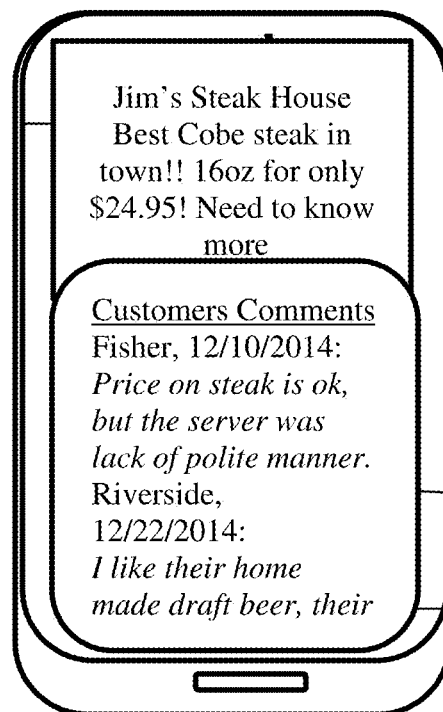 Jim's Steak House
Best Cobe steak in
town!! 16oz for only
$24.95! Need to know
more
Customers Comments
Fisher, 12/10/2014:
Price on steak is ok,
but the server was
lack of polite manner.
Riverside,
12/22/2014:
I like their home
made draft beer, their